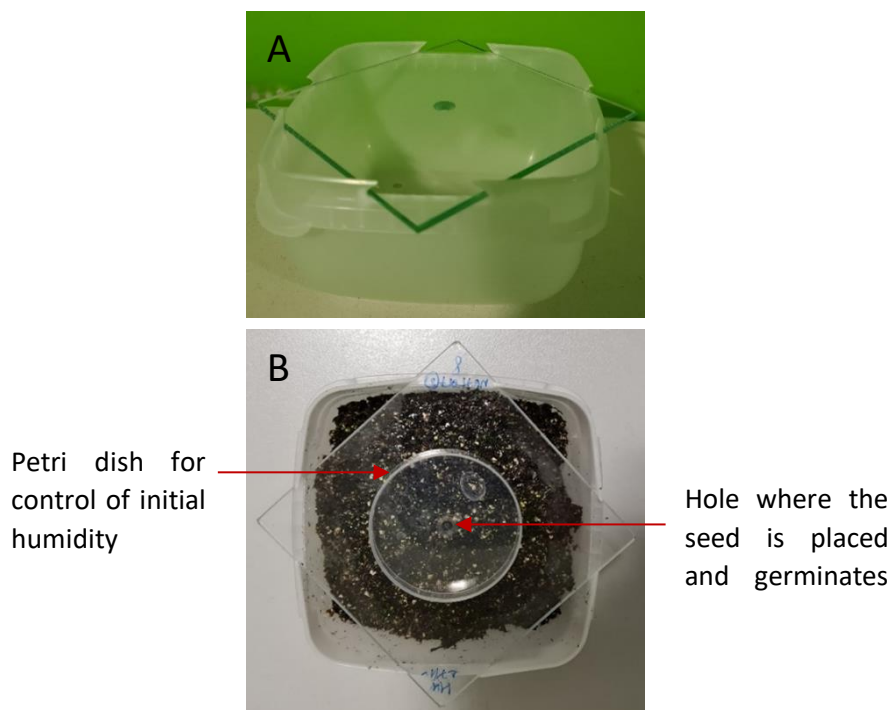 A
B
Petri dish for
control of initial
humidity
Hole where the
seed is placed
and germinates